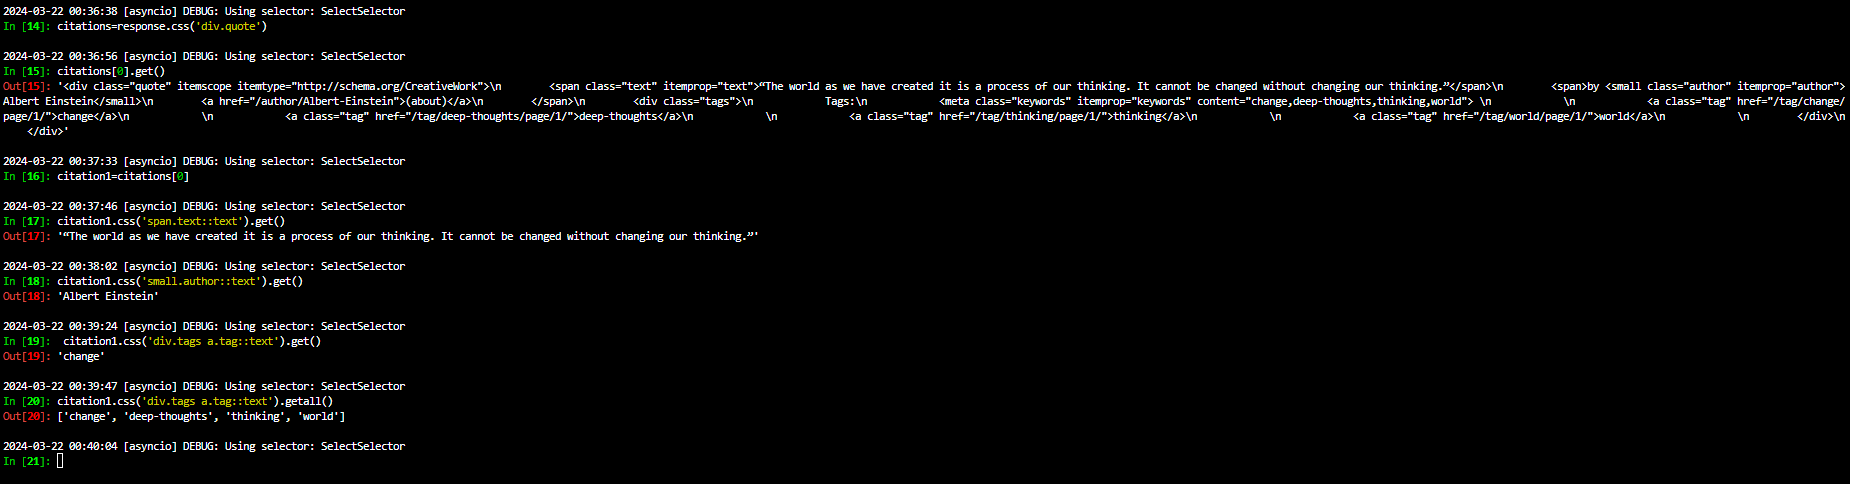 2024-03-22 00:36:38 [asyncio] DEBUG: Using selector: SelectSelector
In [14]: citations=response.css('div.quote')
2024-03-22 00:36:56 [asyncio] DEBUG: Using selector: SelectSelector
In [15]: citations[0].get()
Out[15]: '<div class="quote" itemscope itemtype="http://schema.org/CreativeWork">\n        <span class="text" itemprop="text">“The world as we have created it is a process of our thinking. It cannot be changed without changing our thinking.”</span>\n        <span>by <small class="author" itemprop="author">
Albert Einstein</small>\n        <a href="/author/Albert-Einstein">(about)</a>\n        </span>\n        <div class="tags">\n            Tags:\n            <meta class="keywords" itemprop="keywords" content="change,deep-thoughts,thinking,world"> \n            \n            <a class="tag" href="/tag/change/
page/1/">change</a>\n            \n            <a class="tag" href="/tag/deep-thoughts/page/1/">deep-thoughts</a>\n            \n            <a class="tag" href="/tag/thinking/page/1/">thinking</a>\n            \n            <a class="tag" href="/tag/world/page/1/">world</a>\n            \n        </div>\n
    </div>'
2024-03-22 00:37:33 [asyncio] DEBUG: Using selector: SelectSelector
In [16]: citation1=citations[0]
2024-03-22 00:37:46 [asyncio] DEBUG: Using selector: SelectSelector
In [17]: citation1.css('span.text::text').get()
Out[17]: '“The world as we have created it is a process of our thinking. It cannot be changed without changing our thinking.”'
2024-03-22 00:38:02 [asyncio] DEBUG: Using selector: SelectSelector
In [18]: citation1.css('small.author::text').get()
Out[18]: 'Albert Einstein'
2024-03-22 00:39:24 [asyncio] DEBUG: Using selector: SelectSelector
In [19]:  citation1.css('div.tags a.tag::text').get()
Out[19]: 'change'
2024-03-22 00:39:47 [asyncio] DEBUG: Using selector: SelectSelector
In [20]: citation1.css('div.tags a.tag::text').getall()
Out[20]: ['change', 'deep-thoughts', 'thinking', 'world']
2024-03-22 00:40:04 [asyncio] DEBUG: Using selector: SelectSelector
In [21]: